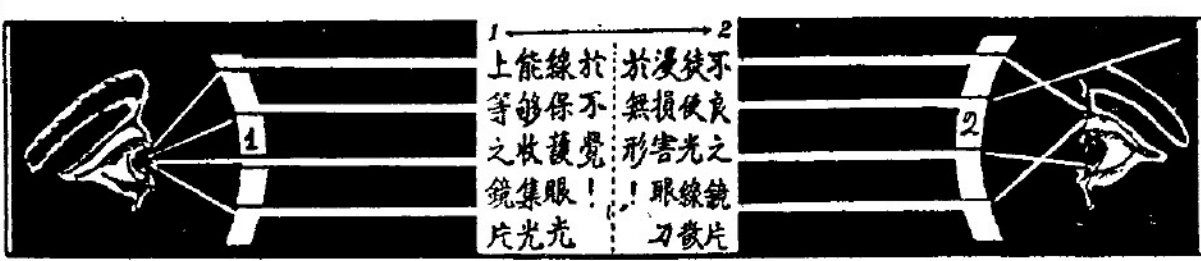 1
2
上等之鏡片
能够收集光
線保護眼光
於不覺！
不良之鏡片
徒使光線散
漫損害眼力
於無形！
1
2